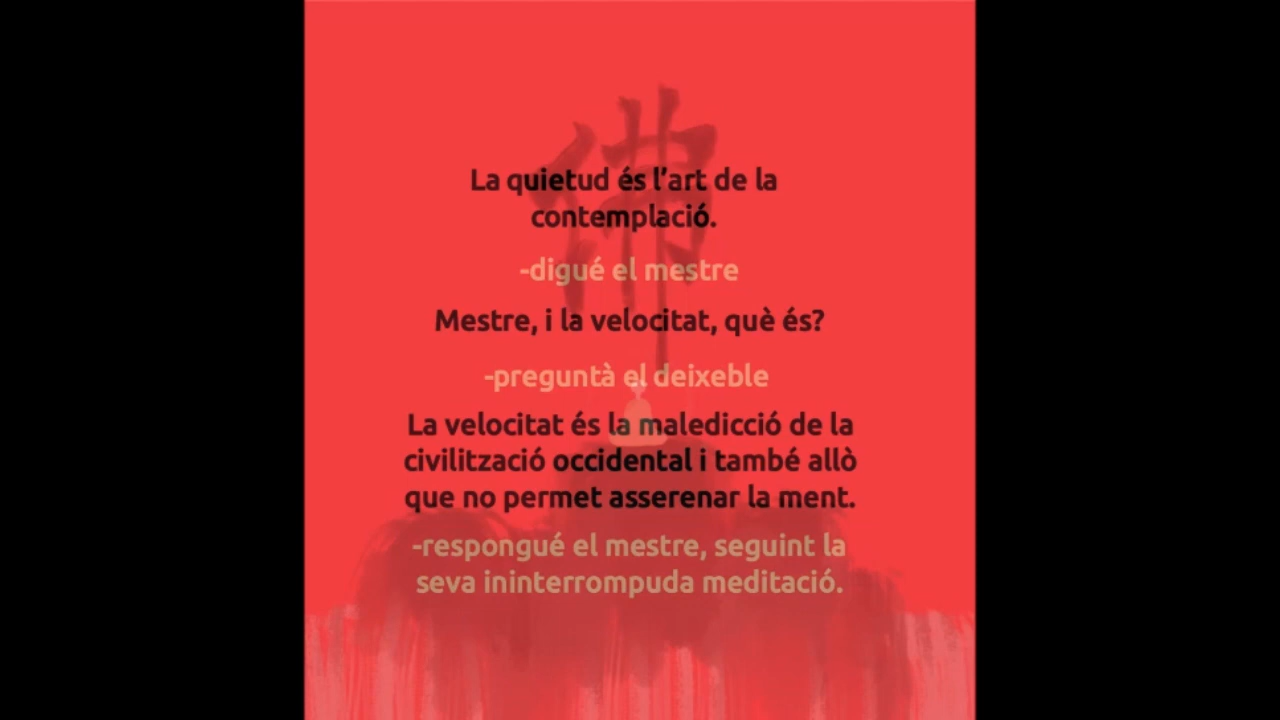 佛
La quietud és l’art de la
contemplació.
-digué el mestre
Mestre, i la velocitat, què és?
-preguntà el deixeble
La velocitat és la maledicció de la
civilització occidental i també allò
que no permet asserenar la ment.
-respongué el mestre, seguint la
seva ininterrompuda meditació.